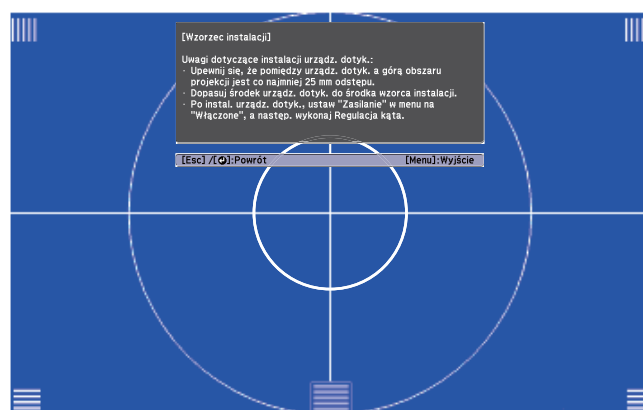 [Wzorzec instalacji]
Uwagi dotyczące instalacji urządz. dotyk.:
· Upewnij się, że pomiędzy urządz. dotyk. a górą obszaru
projekcji jest co najmniej 25 mm odstępu.
· Dopasuj środek urządz. dotyk. do środka wzorca instalacji.
· Po instal. urządz. dotyk., ustaw "Zasilanie" w menu na
"Włączone", a następ. wykonaj Regulacja kąta.
[Esc] /[⏎]:Powrót [Menu]:Wyjście